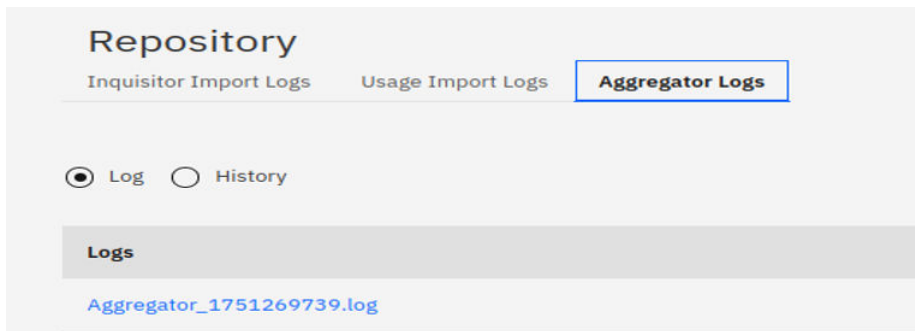 Repository
Inquisitor Import Logs Usage Import Logs Aggregator Logs
Log History
Logs
Aggregator_1751269739.log